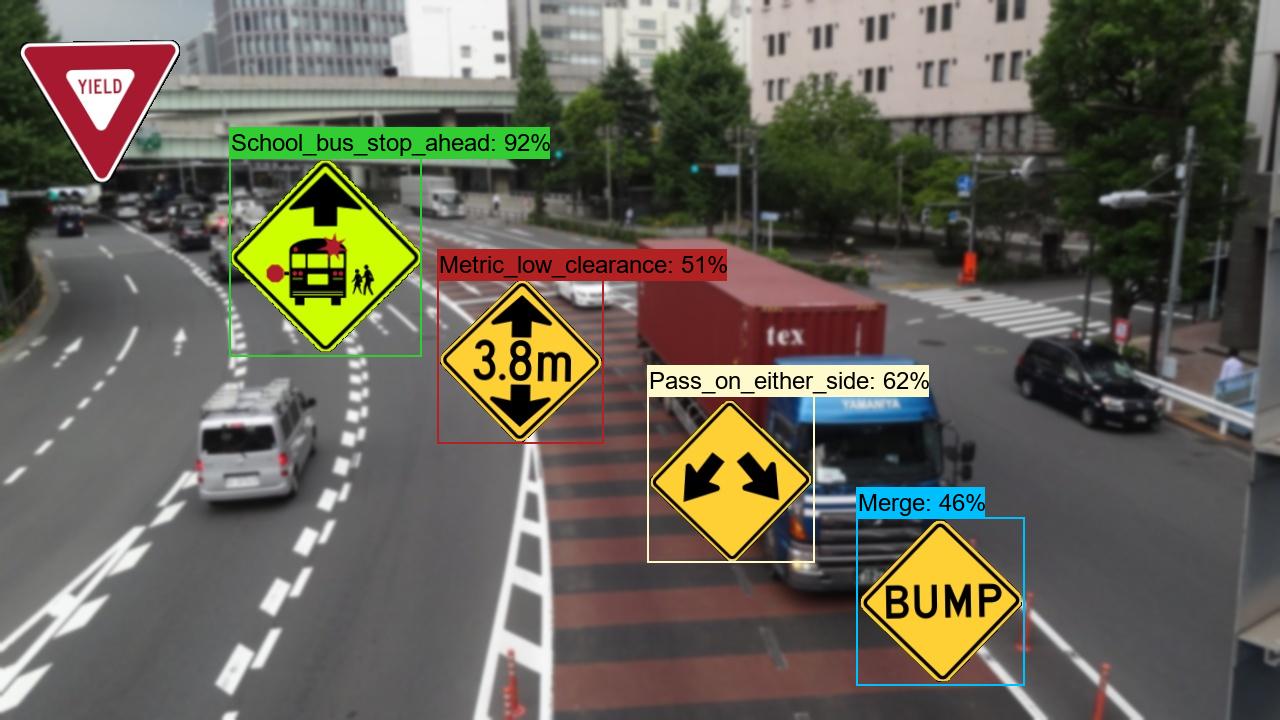 YIELD
School_bus_stop_ahead: 92%
Metric_low_clearance: 51%
3.8m
tex
Pass_on_either_side: 62%
YAMANIYA
Merge: 46%
BUMP